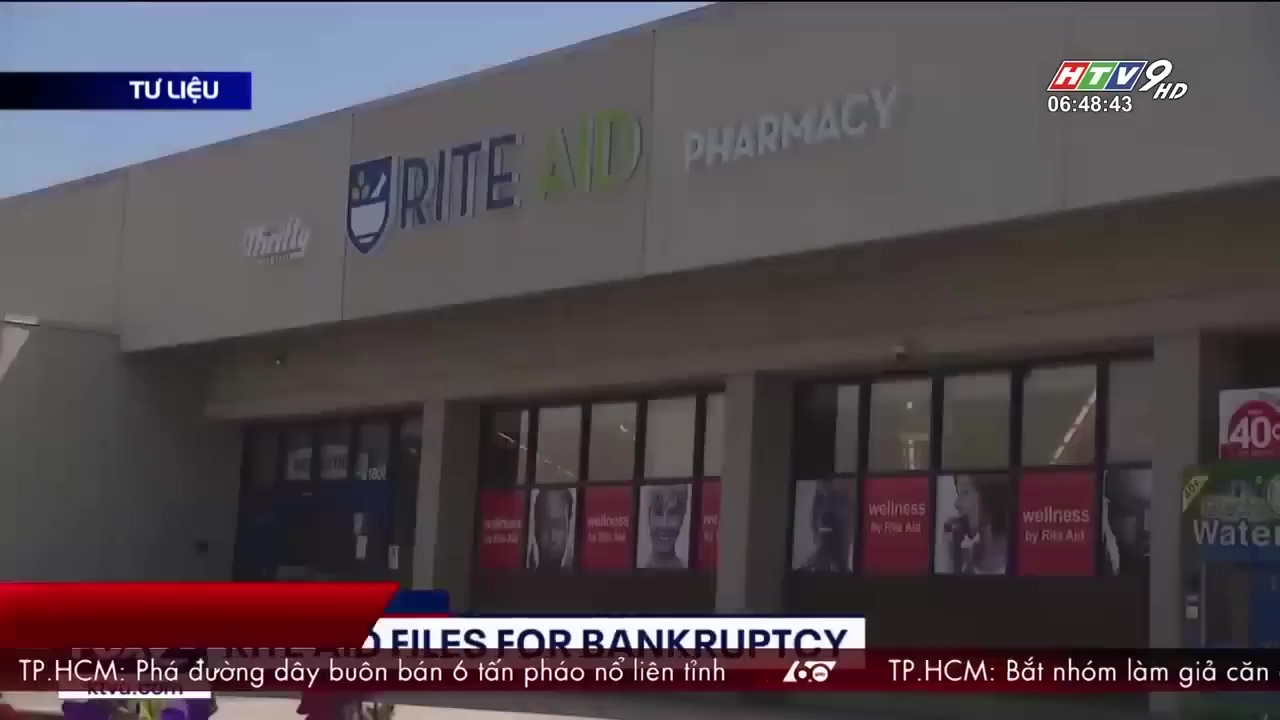 TƯ LIỆU
HTV9 HD
06:48:43
Thrifty
RITE AID
PHARMACY
40¢
wellness
by Rite Aid
wellness
by Rite Aid
we
wellness
by Rite Aid
wellness
by Rite Aid
Water
FILES FOR BANKRUPTCY
TP.HCM: Phá đường dây buôn bán 6 tấn pháo nổ liên tỉnh
TP.HCM: Bắt nhóm làm giả căn
ktvu.com